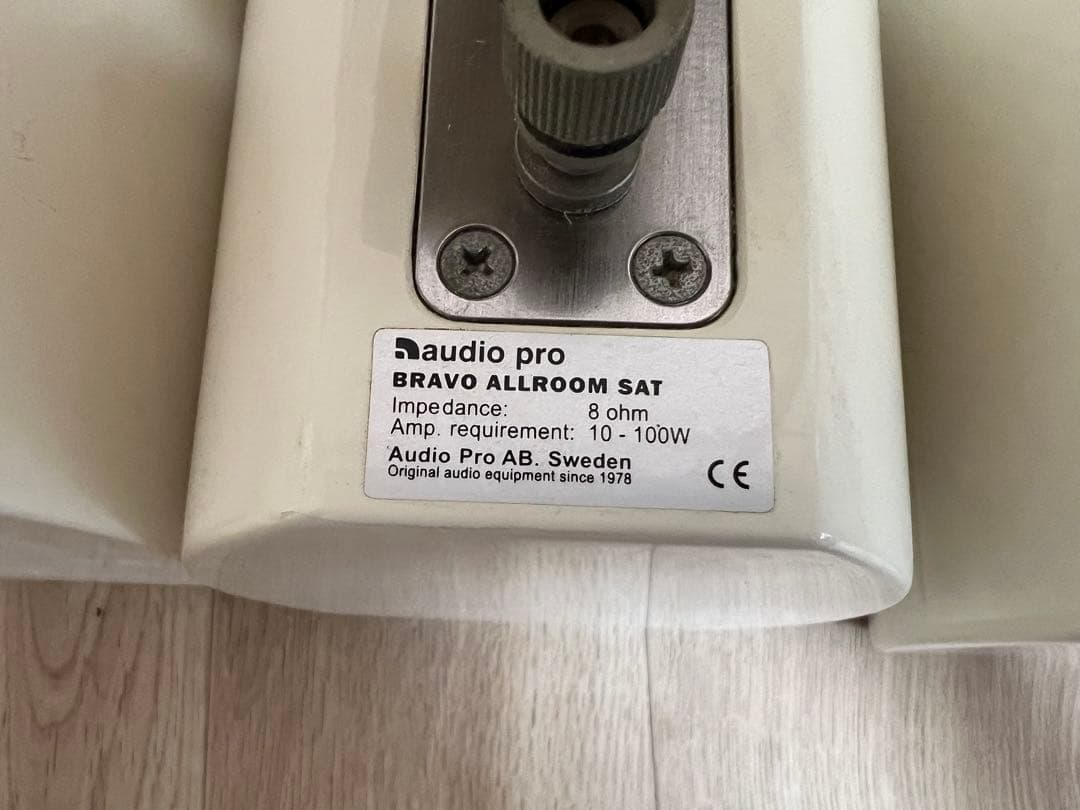 audio pro
BRAVO ALLROOM SAT
Impedance: 8 ohm
Amp. requirement: 10 - 100W
Audio Pro AB. Sweden
Original audio equipment since 1978
CE